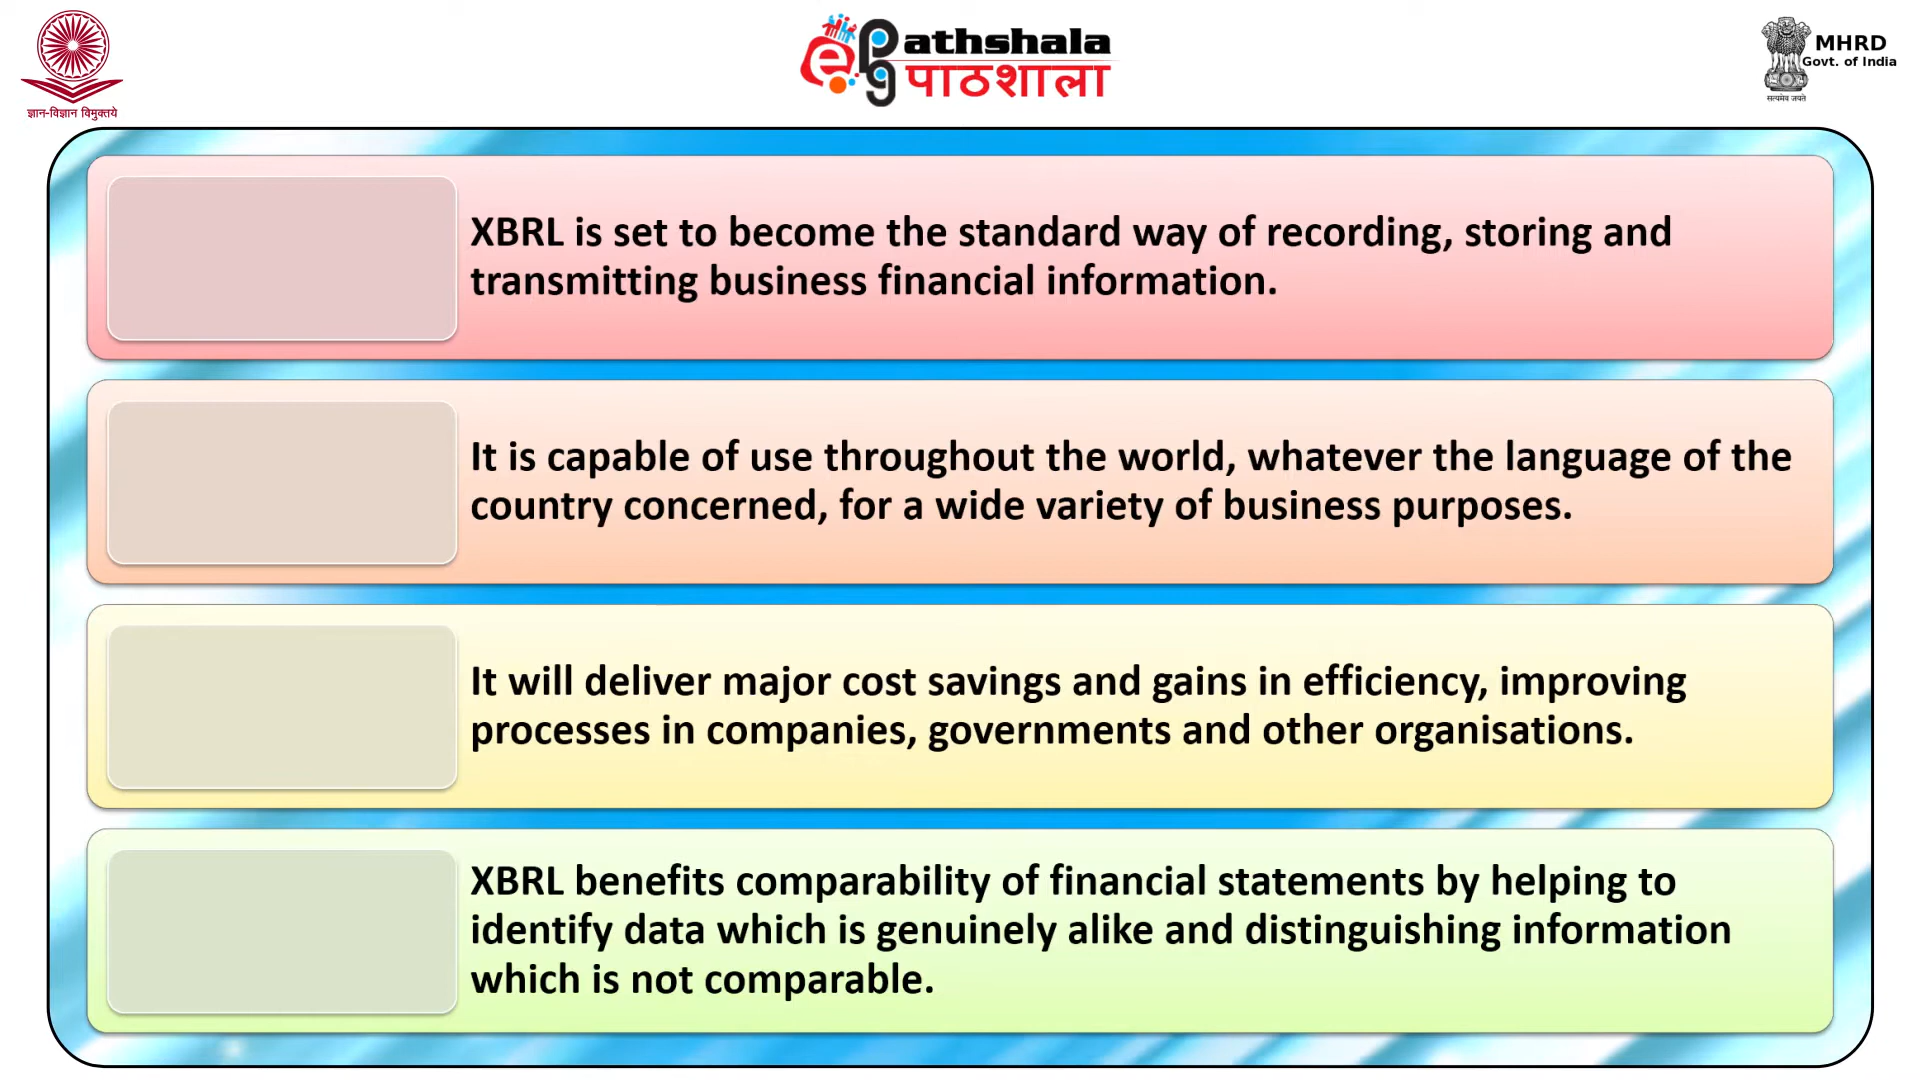 ज्ञान-विज्ञान विमुक्तये
e
pg
athshala
पाठशाला
सत्यमेव जयते
MHRD
Govt. of India
XBRL is set to become the standard way of recording, storing and
transmitting business financial information.
It is capable of use throughout the world, whatever the language of the
country concerned, for a wide variety of business purposes.
It will deliver major cost savings and gains in efficiency, improving
processes in companies, governments and other organisations.
XBRL benefits comparability of financial statements by helping to
identify data which is genuinely alike and distinguishing information
which is not comparable.